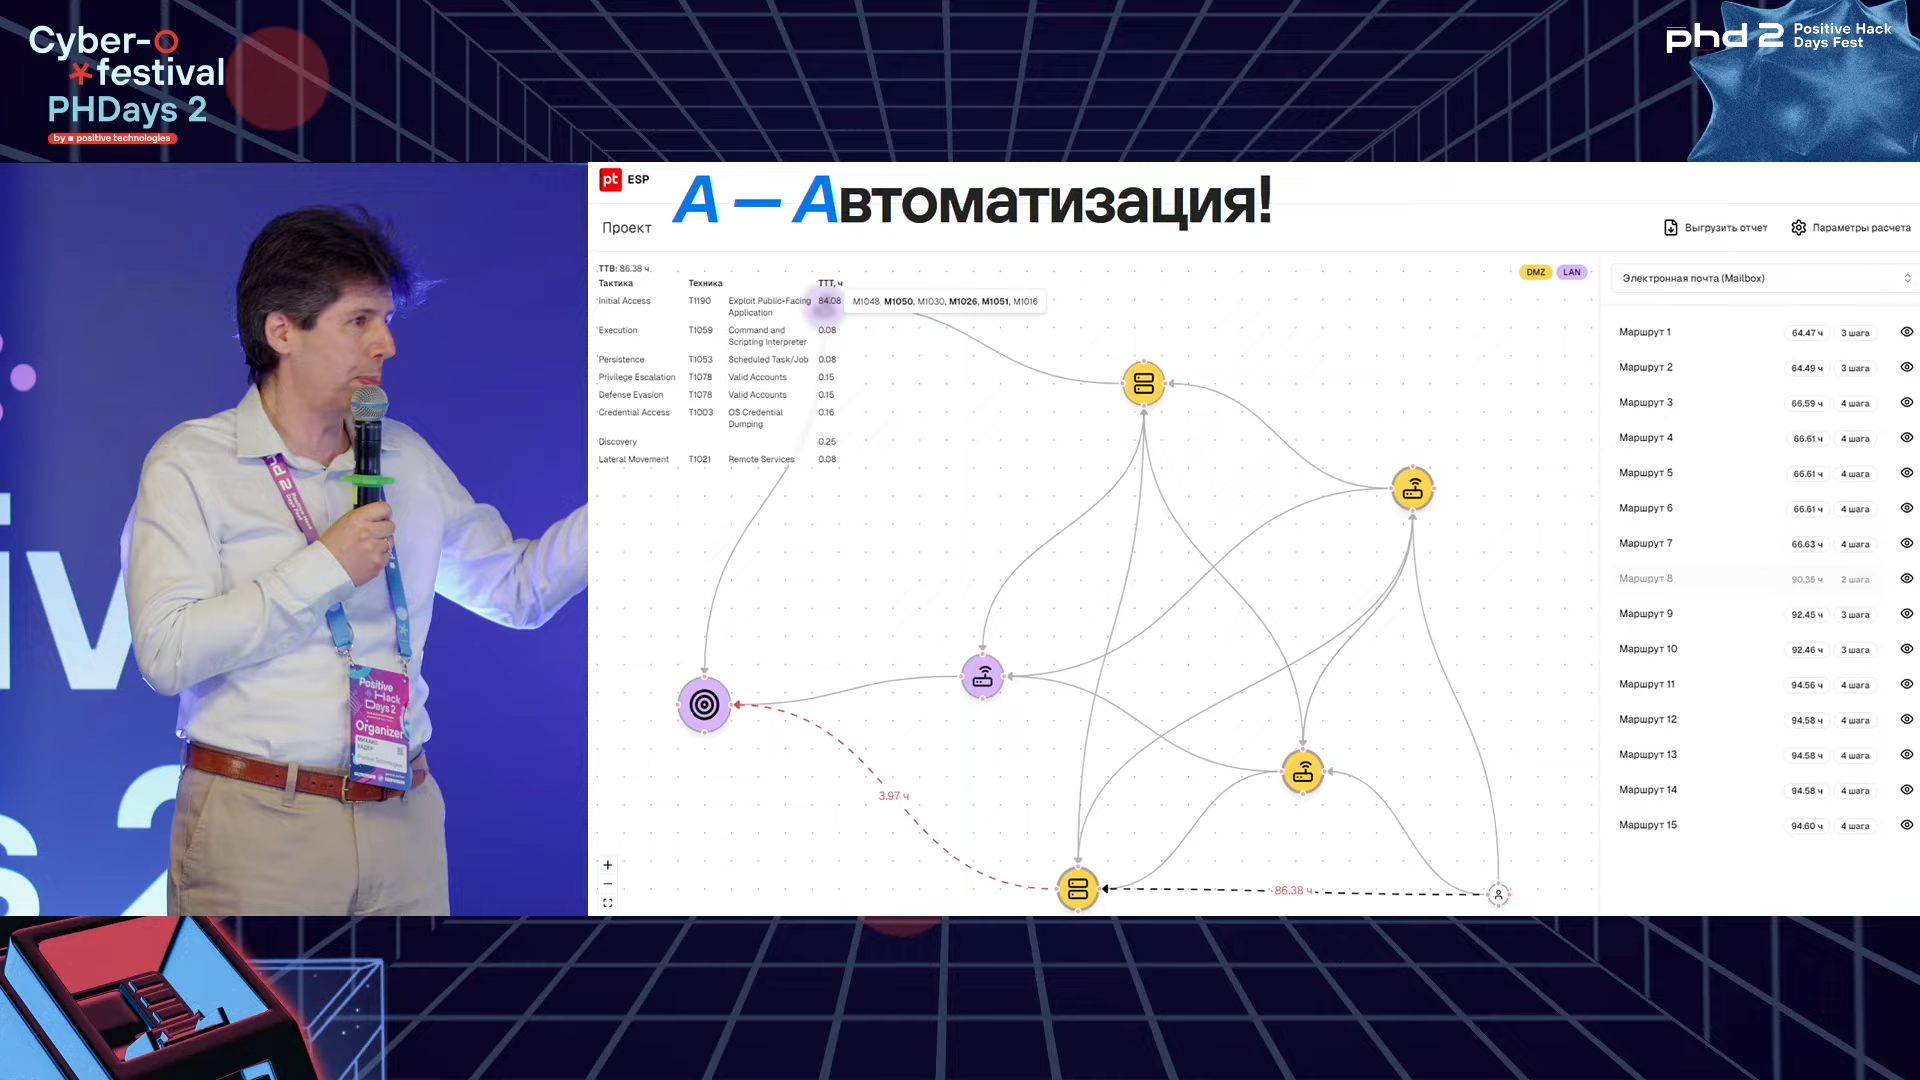 Cyber-
festival
PHDays 2
by positive technologies
phd 2 Positive Hack
Days Fest
Positive
Hack
Days 2
Organizer
МИХАИЛ
КАДЕР
Positive Technologies
pt ESP
А — Автоматизация!
Проект
Выгрузить отчет
Параметры расчета
TTB: 86.38 ч.
Тактика Техника TTT, ч
Initial Access T1190 Exploit Public-Facing Application 84.08
M1048, M1050, M1030, M1026, M1051, M1016
Execution T1059 Command and Scripting Interpreter 0.08
Persistence T1053 Scheduled Task/Job 0.08
Privilege Escalation T1078 Valid Accounts 0.15
Defense Evasion T1078 Valid Accounts 0.15
Credential Access T1003 OS Credential Dumping 0.16
Discovery 0.25
Lateral Movement T1021 Remote Services 0.08
DMZ LAN
3.97 ч
86.38 ч
Электронная почта (Mailbox)
Маршрут 1 64.47 ч 3 шага
Маршрут 2 64.49 ч 3 шага
Маршрут 3 66.59 ч 4 шага
Маршрут 4 66.61 ч 4 шага
Маршрут 5 66.61 ч 4 шага
Маршрут 6 66.61 ч 4 шага
Маршрут 7 66.63 ч 4 шага
Маршрут 8 90.35 ч 2 шага
Маршрут 9 92.45 ч 3 шага
Маршрут 10 92.46 ч 3 шага
Маршрут 11 94.56 ч 4 шага
Маршрут 12 94.58 ч 4 шага
Маршрут 13 94.58 ч 4 шага
Маршрут 14 94.58 ч 4 шага
Маршрут 15 94.60 ч 4 шага